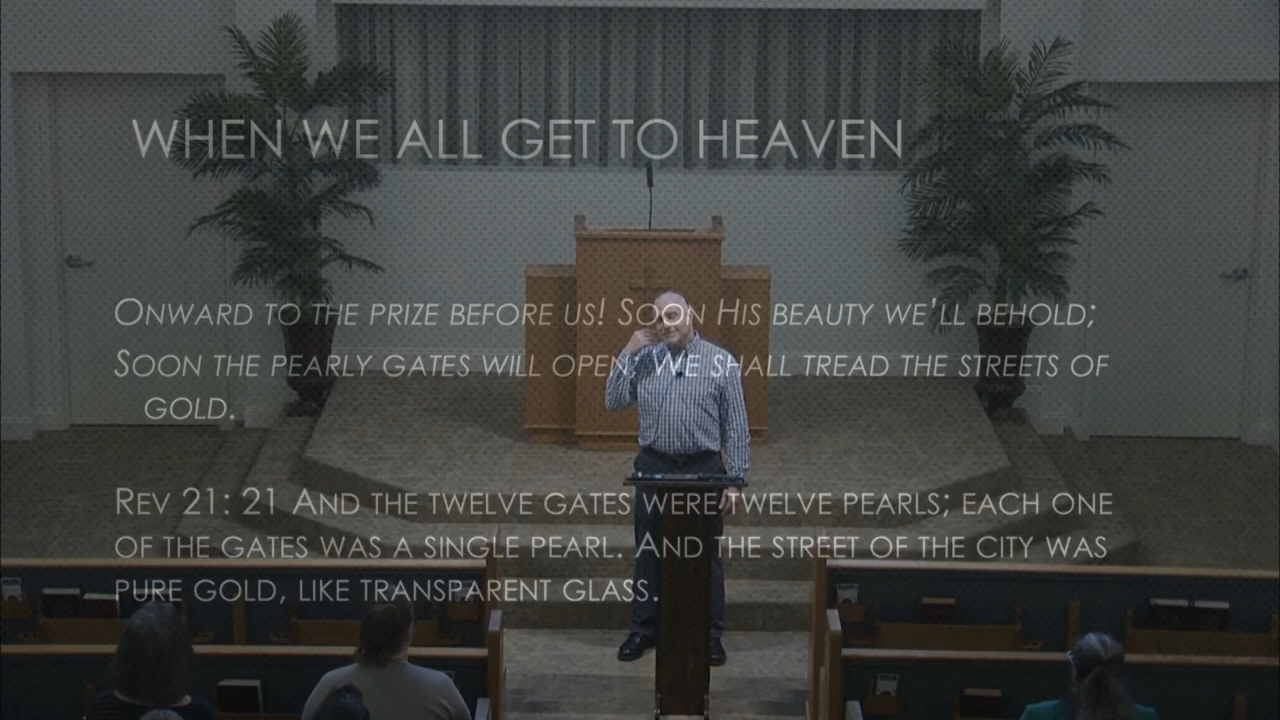 WHEN WE ALL GET TO HEAVEN
ONWARD TO THE PRIZE BEFORE US! SOON HIS BEAUTY WE'LL BEHOLD;
SOON THE PEARLY GATES WILL OPEN; WE SHALL TREAD THE STREETS OF
GOLD.
REV 21: 21 AND THE TWELVE GATES WERE TWELVE PEARLS; EACH ONE
OF THE GATES WAS A SINGLE PEARL. AND THE STREET OF THE CITY WAS
PURE GOLD, LIKE TRANSPARENT GLASS.